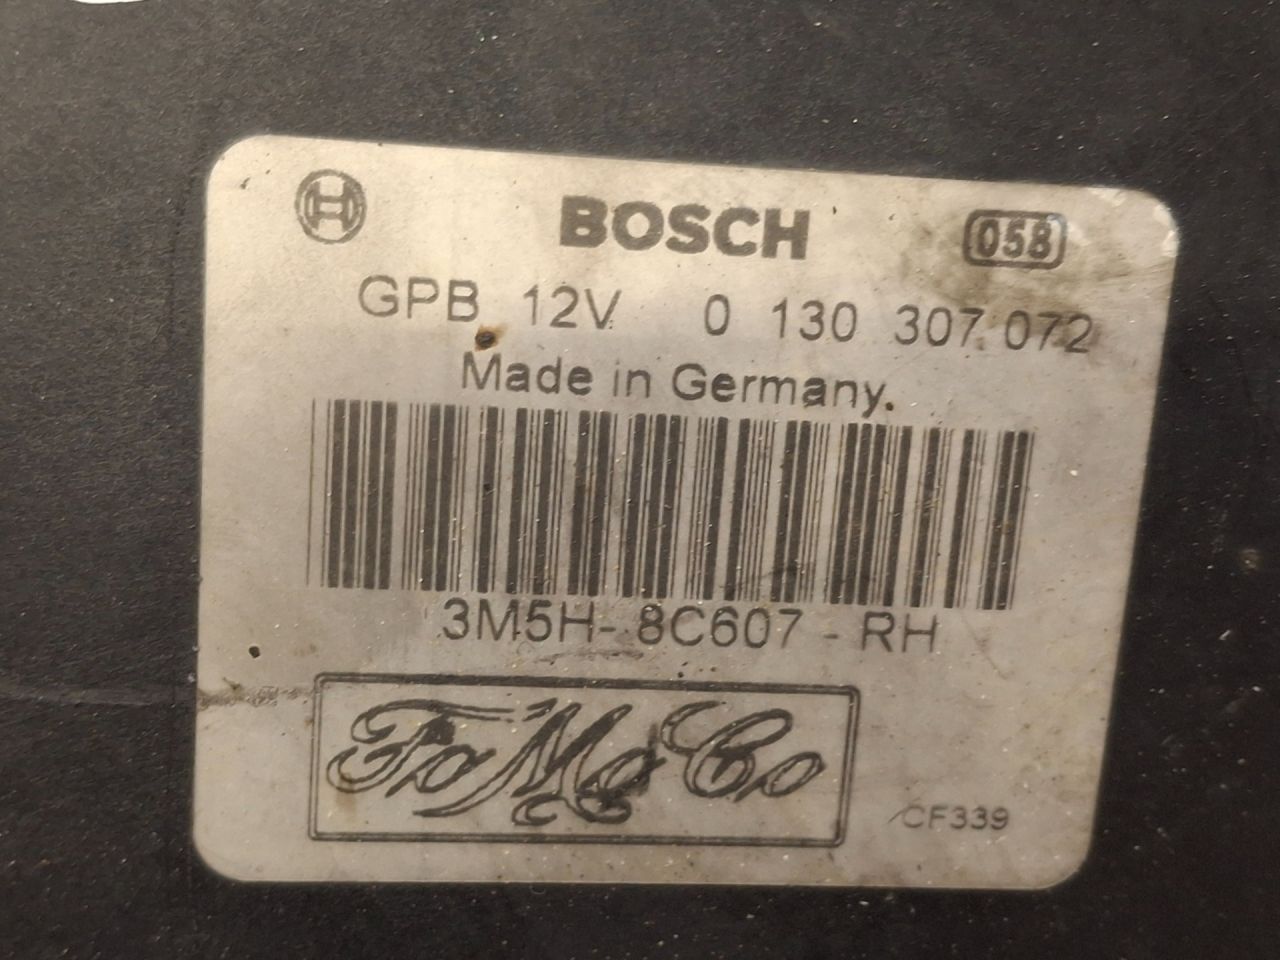 BOSCH 058
GPB 12V 0 130 307 072
Made in Germany.
3M5H- 8C607 - RH
FoMoCo
CF339